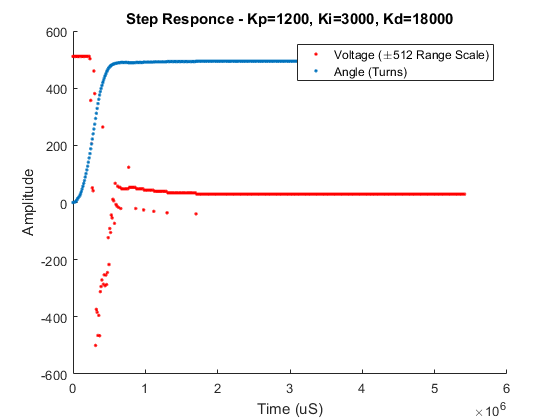 Step Responce - Kp=1200, Ki=3000, Kd=18000
Voltage (±512 Range Scale)
Angle (Turns)
600
400
200
0
-200
-400
-600
Amplitude
0 1 2 3 4 5 6
×10^6
Time (uS)